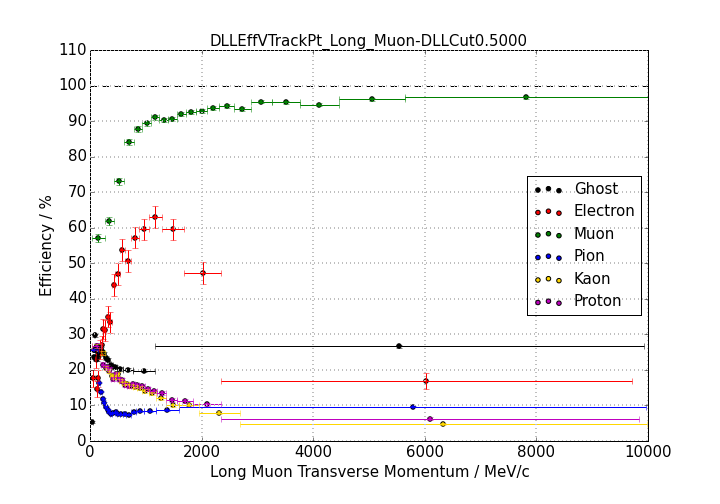 DLLEffVTrackPt_Long_Muon-DLLCut0.5000
110
100
90
80
70
60
50
40
30
20
10
0
Efficiency / %
Ghost
Electron
Muon
Pion
Kaon
Proton
0 2000 4000 6000 8000 10000
Long Muon Transverse Momentum / MeV/c